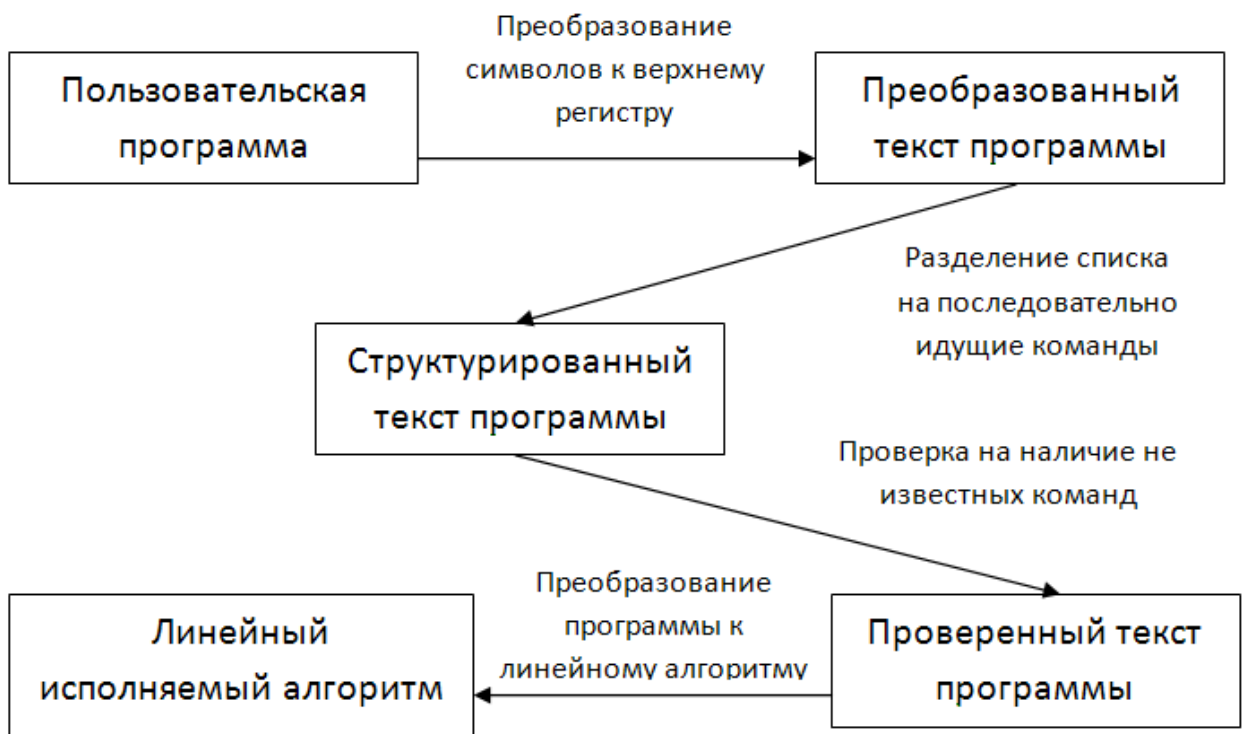 Пользовательская
программа
Преобразование
символов к верхнему
регистру
Преобразованный
текст программы
Разделение списка
на последовательно
идущие команды
Структурированный
текст программы
Проверка на наличие не
известных команд
Проверенный текст
программы
Преобразование
программы к
линейному алгоритму
Линейный
исполняемый алгоритм